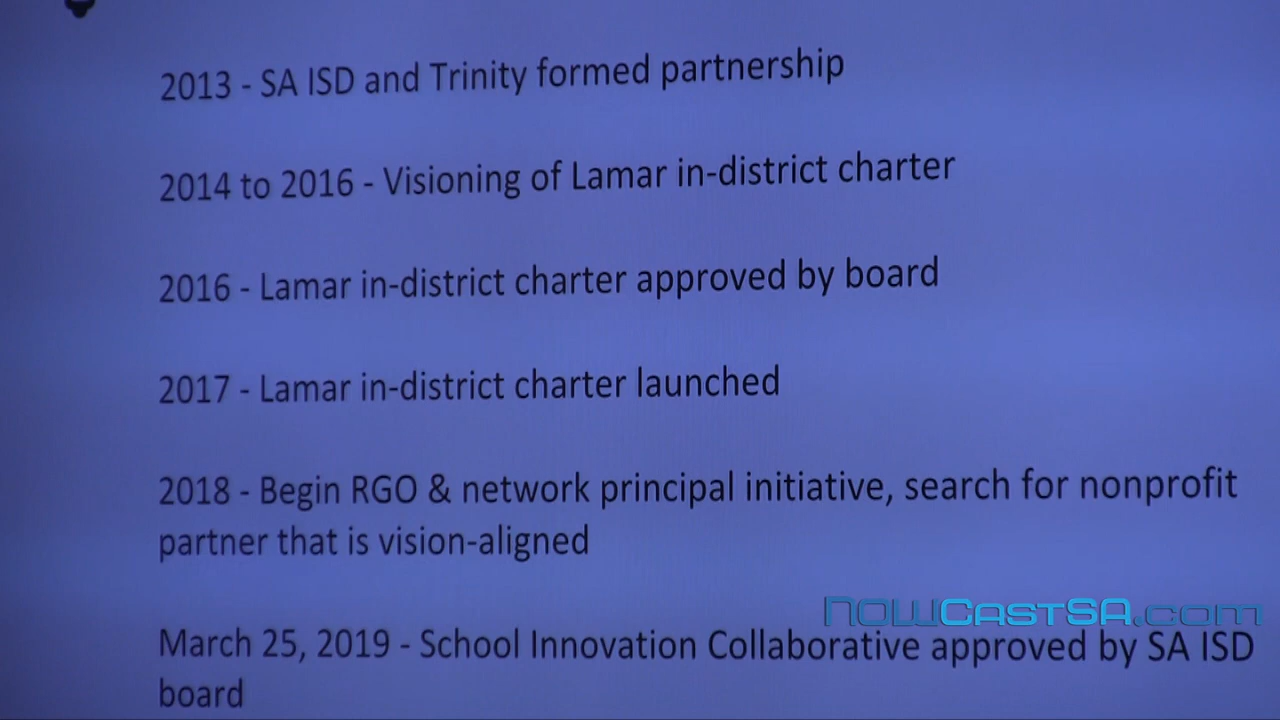 2013 - SA ISD and Trinity formed partnership
2014 to 2016 - Visioning of Lamar in-district charter
2016 - Lamar in-district charter approved by board
2017 - Lamar in-district charter launched
2018 - Begin RGO & network principal initiative, search for nonprofit
partner that is vision-aligned
NOWCastSA.com
March 25, 2019 - School Innovation Collaborative approved by SA ISD
board